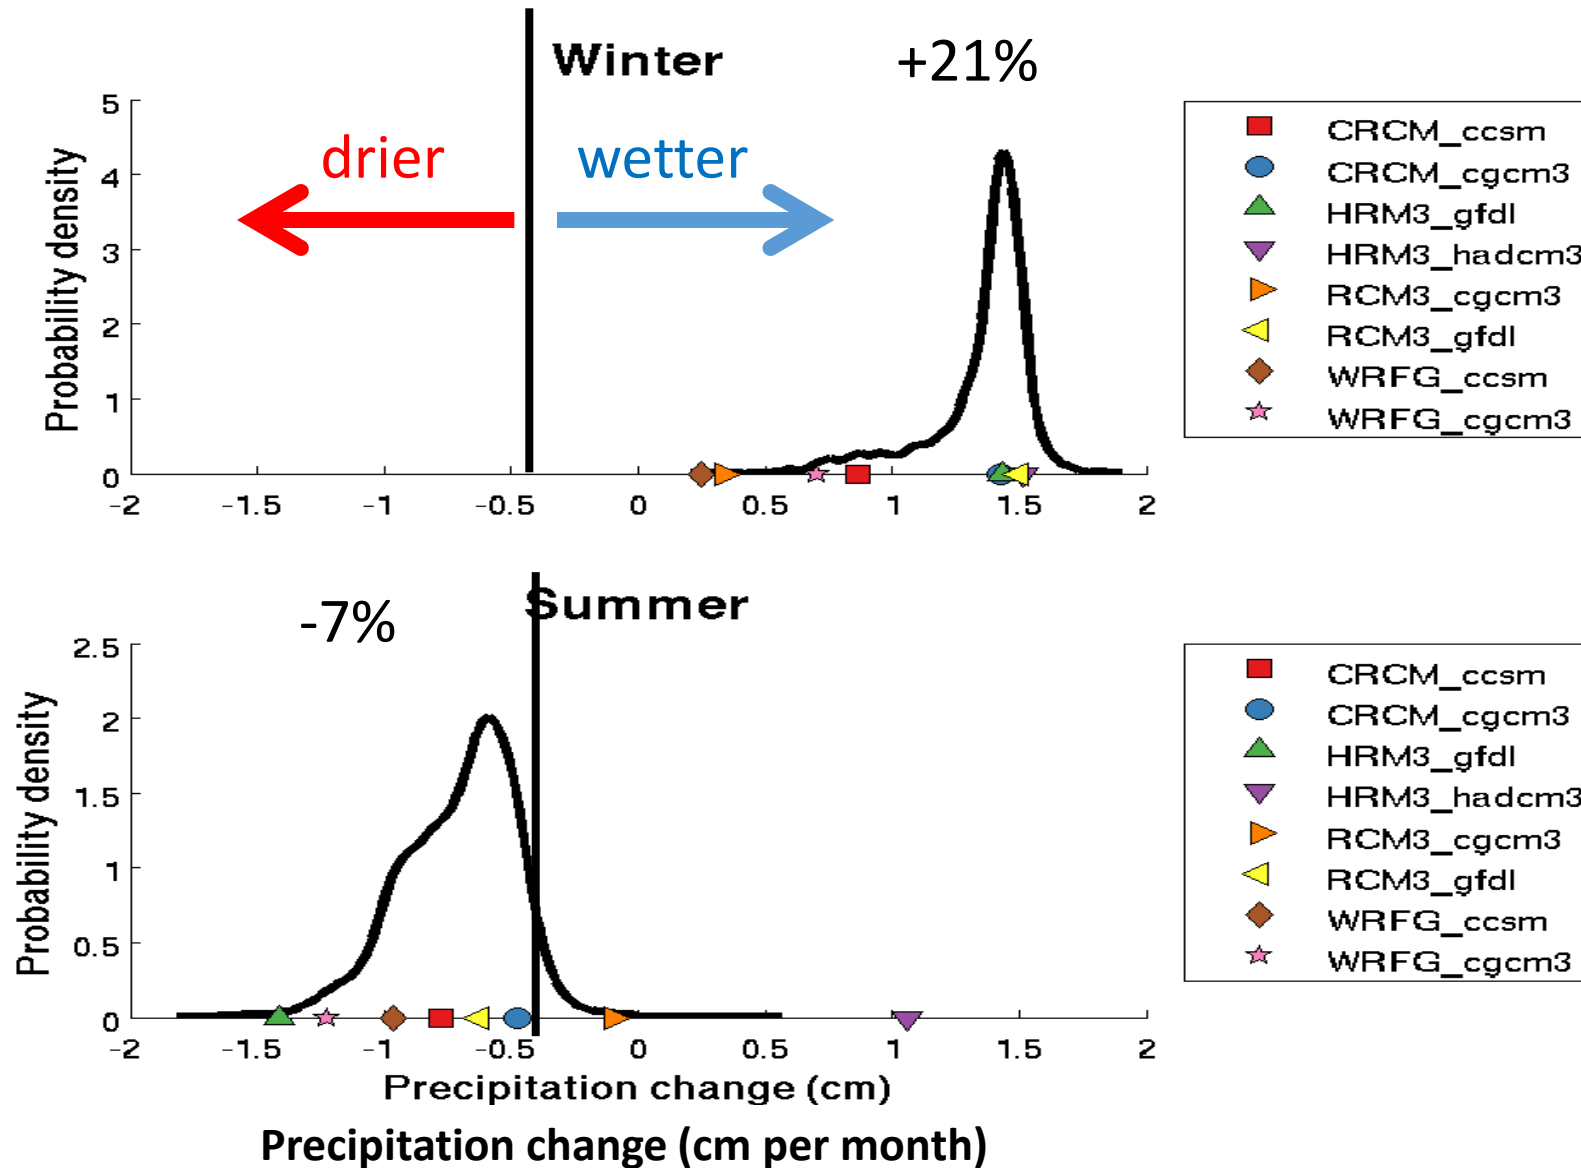 Winter
+21%
drier
wetter
Probability density
5
4
3
2
1
0
-2 -1.5 -1 -0.5 0 0.5 1 1.5 2
CRCM_ccsm
CRCM_cgcm3
HRM3_gfdl
HRM3_hadcm3
RCM3_cgcm3
RCM3_gfdl
WRFG_ccsm
WRFG_cgcm3
Summer
-7%
Probability density
2.5
2
1.5
1
0.5
0
-2 -1.5 -1 -0.5 0 0.5 1 1.5 2
Precipitation change (cm)
CRCM_ccsm
CRCM_cgcm3
HRM3_gfdl
HRM3_hadcm3
RCM3_cgcm3
RCM3_gfdl
WRFG_ccsm
WRFG_cgcm3
Precipitation change (cm per month)